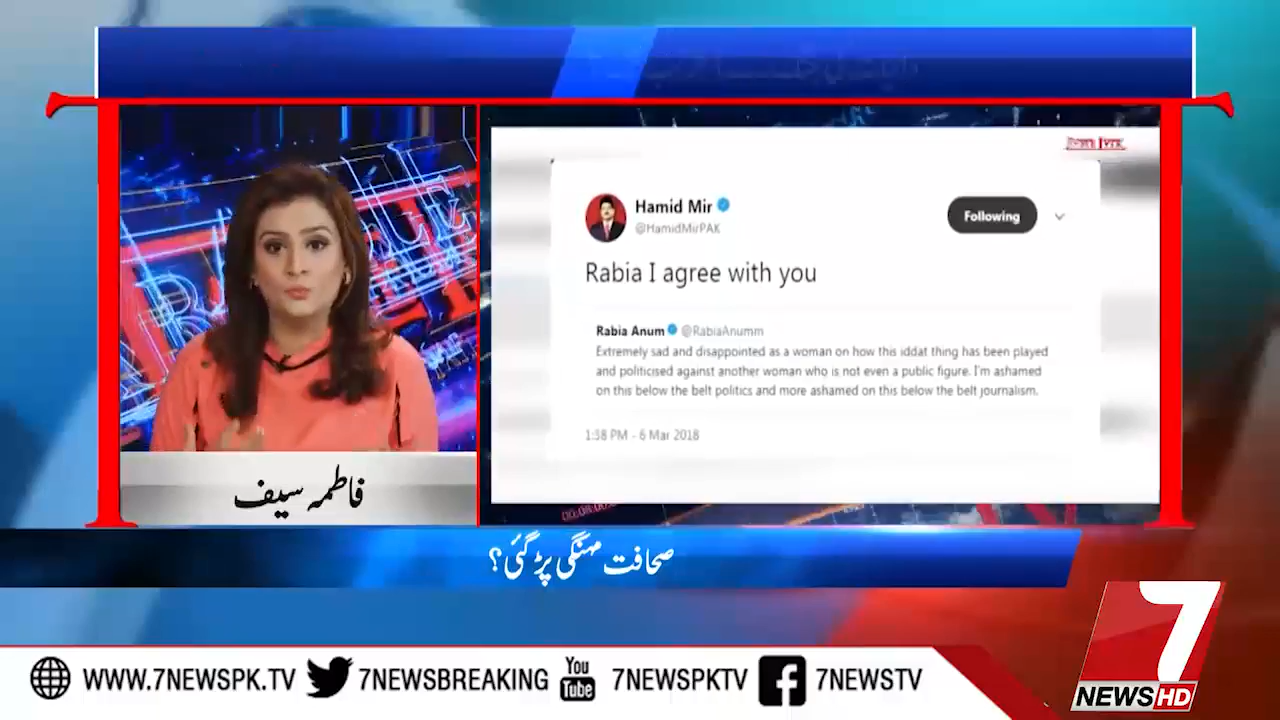 Hamid Mir
@HamidMirPAK
Following
Rabia I agree with you
Rabia Anum @RabiaAnumm
Extremely sad and disappointed as a woman on how this iddat thing has been played
and politicised against another woman who is not even a public figure. I'm ashamed
on this below the belt politics and more ashamed on this below the belt journalism.
1:38 PM - 6 Mar 2018
فاطمہ سیف
صحافت مہنگی پڑ گئی؟
7
NEWS HD
WWW.7NEWSPK.TV 7NEWSBREAKING You Tube 7NEWSPKTV 7NEWSTV